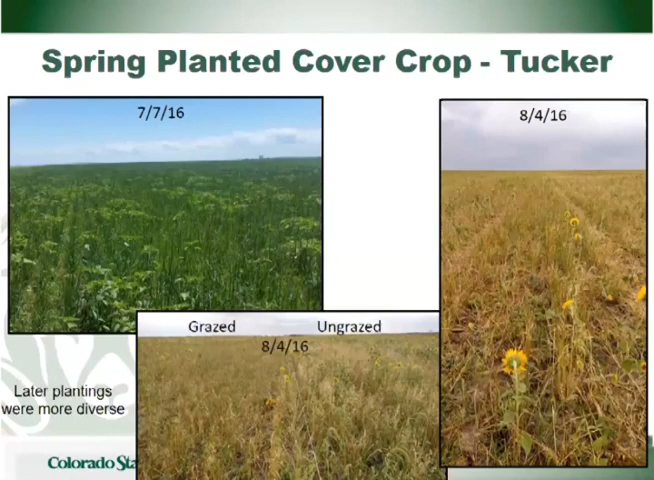 Spring Planted Cover Crop - Tucker
7/7/16
8/4/16
Grazed Ungrazed
8/4/16
Later plantings
were more diverse
Colorado